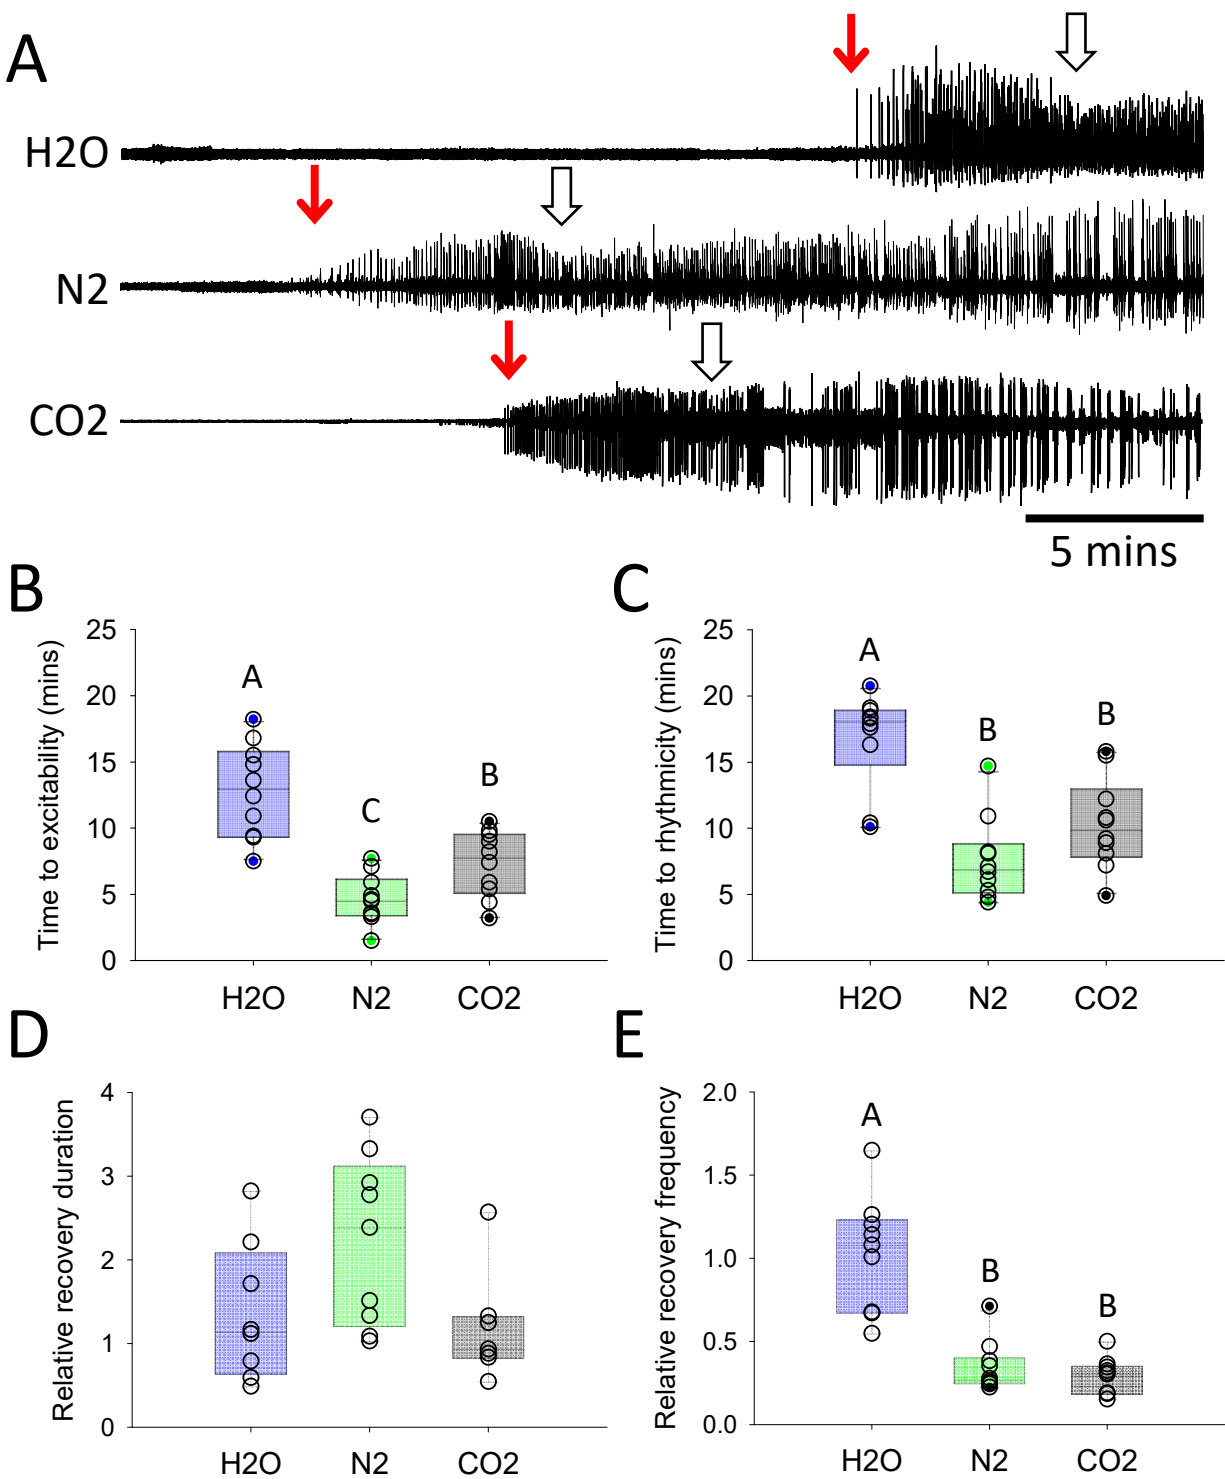 A
H2O
N2
CO2
5 mins
B
Time to excitability (mins)
25
20
15
10
5
0
A
C
B
H2O N2 CO2
C
Time to rhythmicity (mins)
25
20
15
10
5
0
A
B
B
H2O N2 CO2
D
Relative recovery duration
4
3
2
1
0
H2O N2 CO2
E
Relative recovery frequency
2.0
1.5
1.0
0.5
0.0
A
B
B
H2O N2 CO2